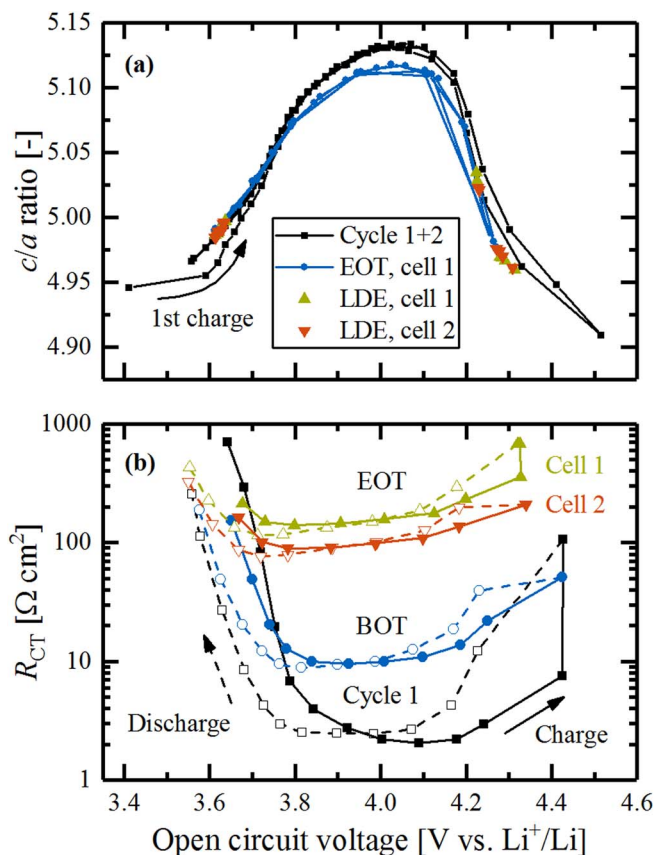 5.15
(a)
5.10
5.05
5.00
4.95
4.90
c/a ratio [-]
1st charge
Cycle 1+2
EOT, cell 1
LDE, cell 1
LDE, cell 2
1000
(b)
EOT
Cell 1
Cell 2
100
BOT
10
Cycle 1
Discharge
Charge
1
R_CT [Ω cm²]
3.4 3.6 3.8 4.0 4.2 4.4 4.6
Open circuit voltage [V vs. Li⁺/Li]